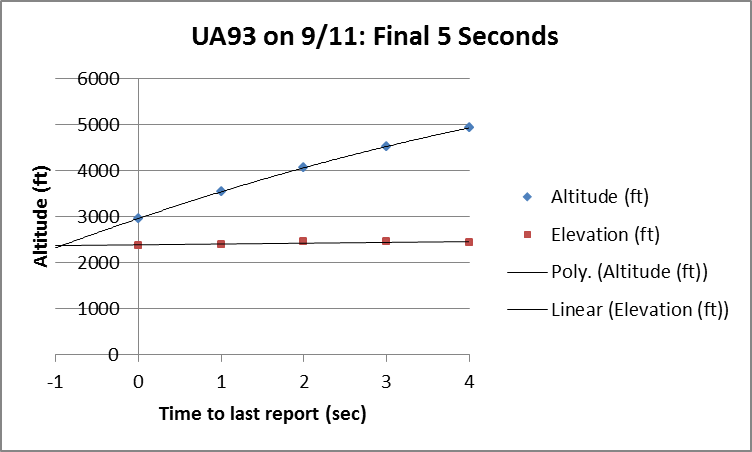 UA93 on 9/11: Final 5 Seconds
Altitude (ft)
6000
5000
4000
3000
2000
1000
0
-1 0 1 2 3 4
Time to last report (sec)
Altitude (ft)
Elevation (ft)
Poly. (Altitude (ft))
Linear (Elevation (ft))